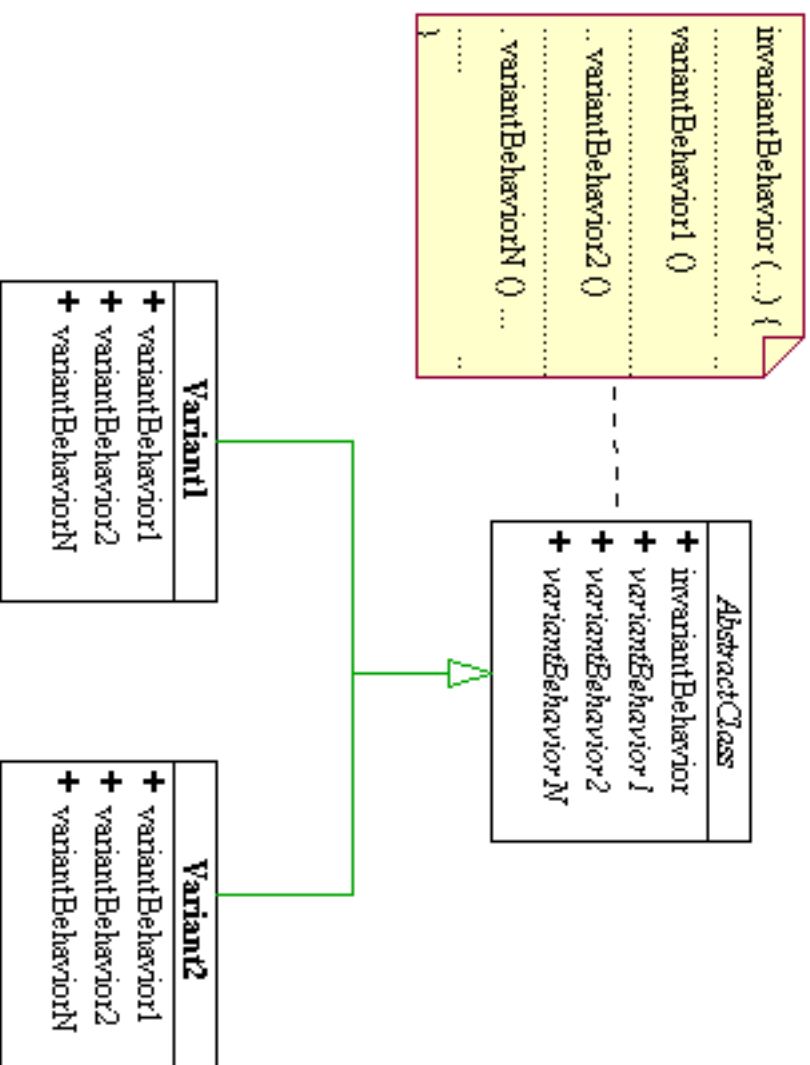 invariantBehavior (...) {
..............................................
variantBehavior1 ()
..............................................
.. variantBehavior2 ()
..............................................
. variantBehaviorN () ...
...... ..
}
AbstractClass
+ invariantBehavior
+ variantBehavior1
+ variantBehavior2
+ variantBehaviorN
Variant1
+ variantBehavior1
+ variantBehavior2
+ variantBehaviorN
Variant2
+ variantBehavior1
+ variantBehavior2
+ variantBehaviorN